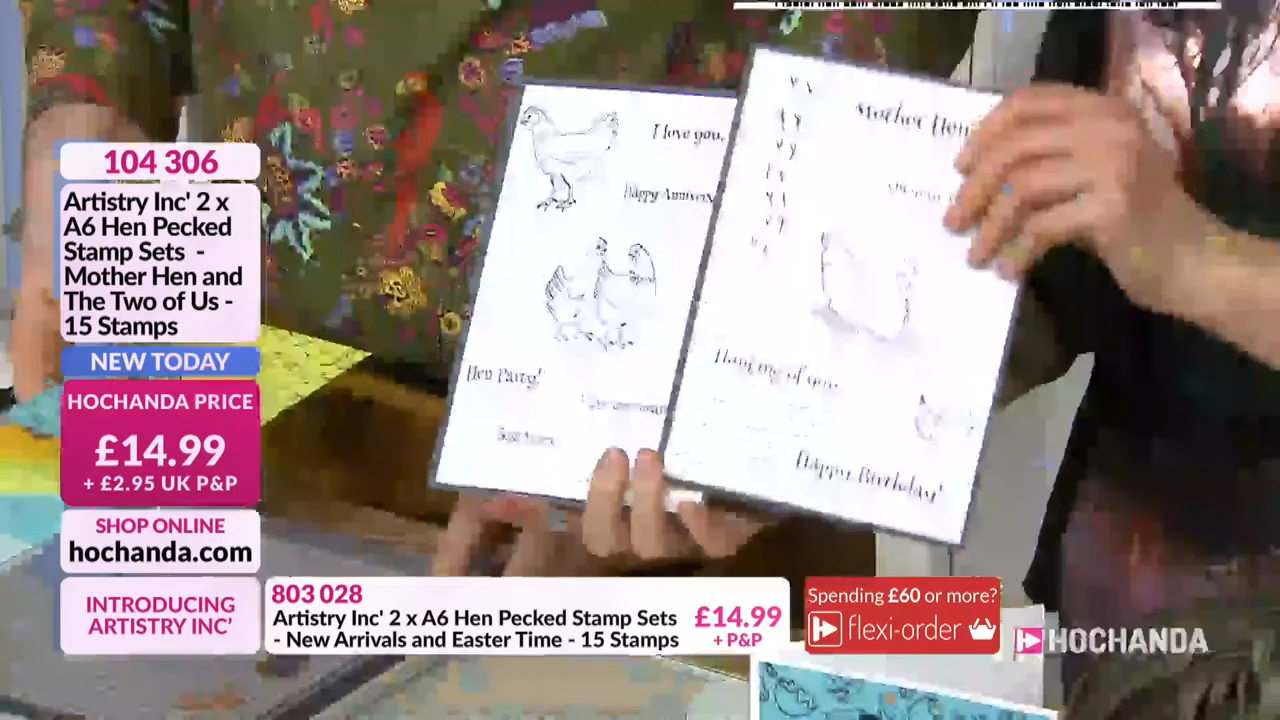 104 306
Artistry Inc' 2 x
A6 Hen Pecked
Stamp Sets -
Mother Hen and
The Two of Us -
15 Stamps
NEW TODAY
HOCHANDA PRICE
£14.99
+ £2.95 UK P&P
SHOP ONLINE
hochanda.com
INTRODUCING
ARTISTRY INC'
I love you,
Happy
Hen Party!
Mother Hen
of you
Happy Birthday!
803 028
Artistry Inc' 2 x A6 Hen Pecked Stamp Sets
- New Arrivals and Easter Time - 15 Stamps
£14.99
+ P&P
Spending £60 or more?
flexi-order
HOCHANDA